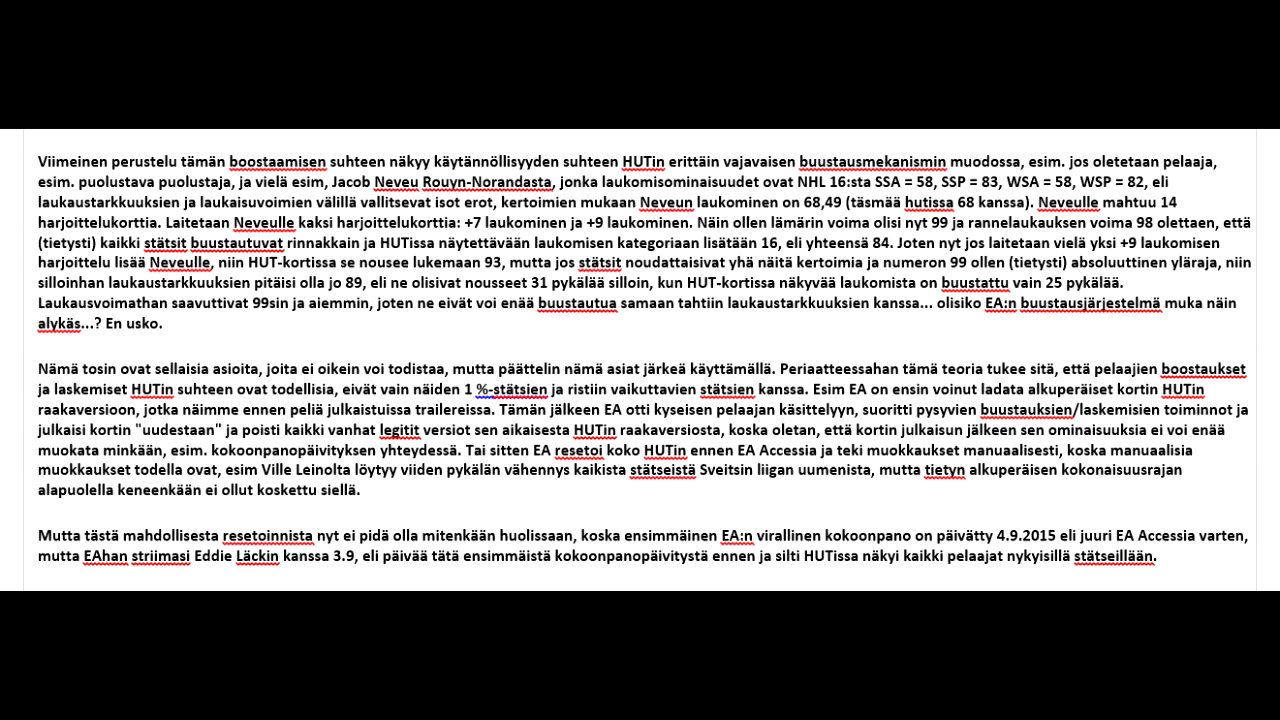 Viimeinen perustelu tämän boostaamisen suhteen näkyy käytännöllisyyden suhteen HUTin erittäin vajavaisen buustausmekanismin muodossa, esim. jos oletetaan pelaaja,
esim. puolustava puolustaja, ja vielä esim, Jacob Neveu Rouyn-Norandasta, jonka laukomisominaisuudet ovat NHL 16:sta SSA = 58, SSP = 83, WSA = 58, WSP = 82, eli
laukaustarkkuuksien ja laukaisuvoimien välillä vallitsevat isot erot, kertoimien mukaan Neveun laukominen on 68,49 (täsmää hutissa 68 kanssa). Neveulle mahtuu 14
harjoittelukorttia. Laitetaan Neveulle kaksi harjoittelukorttia: +7 laukominen ja +9 laukominen. Näin ollen lämärin voima olisi nyt 99 ja rannelaukauksen voima 98 olettaen, että
(tietysti) kaikki stätsit buustautuvat rinnakkain ja HUTissa näytettävään laukomisen kategoriaan lisätään 16, eli yhteensä 84. Joten nyt jos laitetaan vielä yksi +9 laukomisen
harjoittelu lisää Neveulle, niin HUT-kortissa se nousee lukemaan 93, mutta jos stätsit noudattaisivat yhä näitä kertoimia ja numeron 99 ollen (tietysti) absoluuttinen yläraja, niin
silloinhan laukaustarkkuuksien pitäisi olla jo 89, eli ne olisivat nousseet 31 pykälää silloin, kun HUT-kortissa näkyvää laukomista on buustattu vain 25 pykälää.
Laukausvoimathan saavuttivat 99sin ja aiemmin, joten ne eivät voi enää buustautua samaan tahtiin laukaustarkkuuksien kanssa... olisiko EA:n buustausjärjestelmä muka näin
alykäs...? En usko.
Nämä tosin ovat sellaisia asioita, joita ei oikein voi todistaa, mutta päättelin nämä asiat järkeä käyttämällä. Periaatteessahan tämä teoria tukee sitä, että pelaajien boostaukset
ja laskemiset HUTin suhteen ovat todellisia, eivät vain näiden 1 %-stätsien ja ristiin vaikuttavien stätsien kanssa. Esim EA on ensin voinut ladata alkuperäiset kortin HUTin
raakaversioon, jotka näimme ennen peliä julkaistuissa trailereissa. Tämän jälkeen EA otti kyseisen pelaajan käsittelyyn, suoritti pysyvien buustauksien/laskemisien toiminnot ja
julkaisi kortin "uudestaan" ja poisti kaikki vanhat legitit versiot sen aikaisesta HUTin raakaversiosta, koska oletan, että kortin julkaisun jälkeen sen ominaisuuksia ei voi enää
muokata minkään, esim. kokoonpanopäivityksen yhteydessä. Tai sitten EA resetoi koko HUTin ennen EA Accessia ja teki muokkaukset manuaalisesti, koska manuaalisia
muokkaukset todella ovat, esim Ville Leinolta löytyy viiden pykälän vähennys kaikista stätseistä Sveitsin liigan uumenista, mutta tietyn alkuperäisen kokonaisuusrajan
alapuolella keneenkään ei ollut koskettu siellä.
Mutta tästä mahdollisesta resetoinnista nyt ei pidä olla mitenkään huolissaan, koska ensimmäinen EA:n virallinen kokoonpano on päivätty 4.9.2015 eli juuri EA Accessia varten,
mutta EAhan striimasi Eddie Läckin kanssa 3.9, eli päivää tätä ensimmäistä kokoonpanopäivitystä ennen ja silti HUTissa näkyi kaikki pelaajat nykyisillä stätseillään.